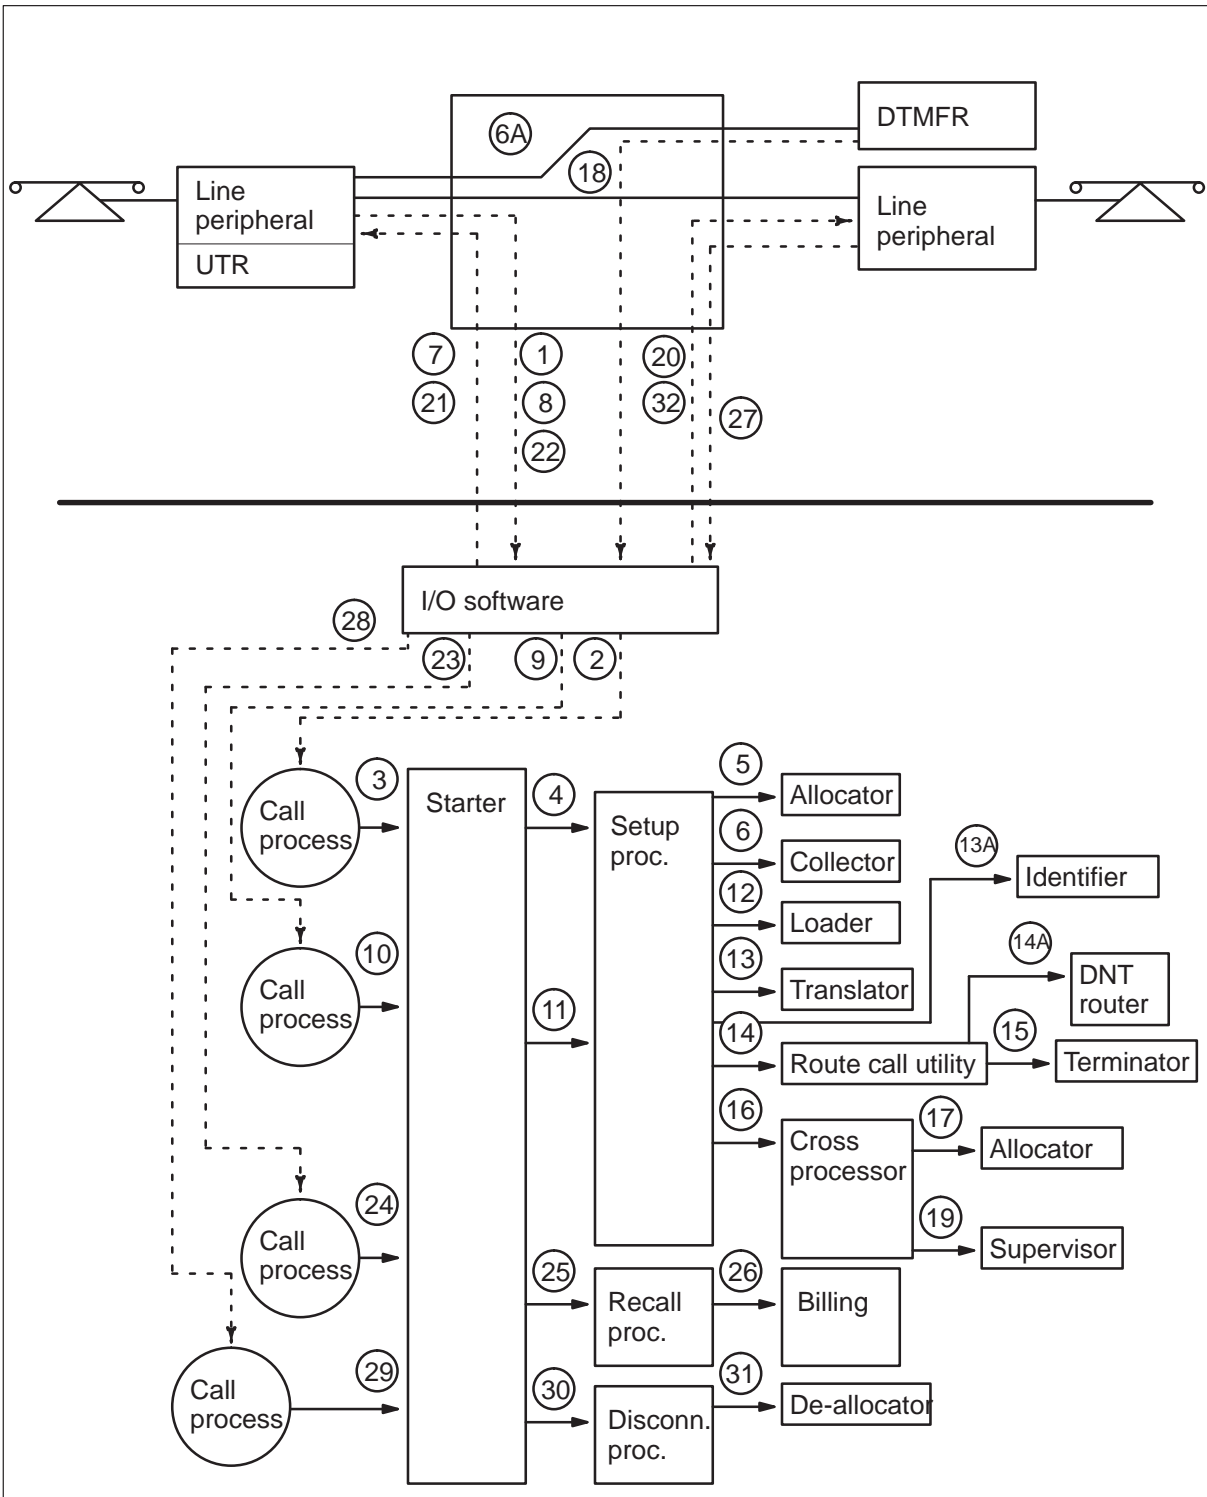 6A
DTMFR
18
Line
peripheral
UTR
Line
peripheral
7
1
20
21
8
32
27
22
I/O software
28
23
9
2
3
Call
process
Starter
4
Setup
proc.
5
Allocator
6
Collector
13A
Identifier
12
Loader
10
Call
process
11
13
Translator
14A
DNT
router
14
Route call utility
15
Terminator
16
Cross
processor
17
Allocator
19
Supervisor
24
Call
process
25
Recall
proc.
26
Billing
29
Call
process
30
Disconn.
proc.
31
De-allocator